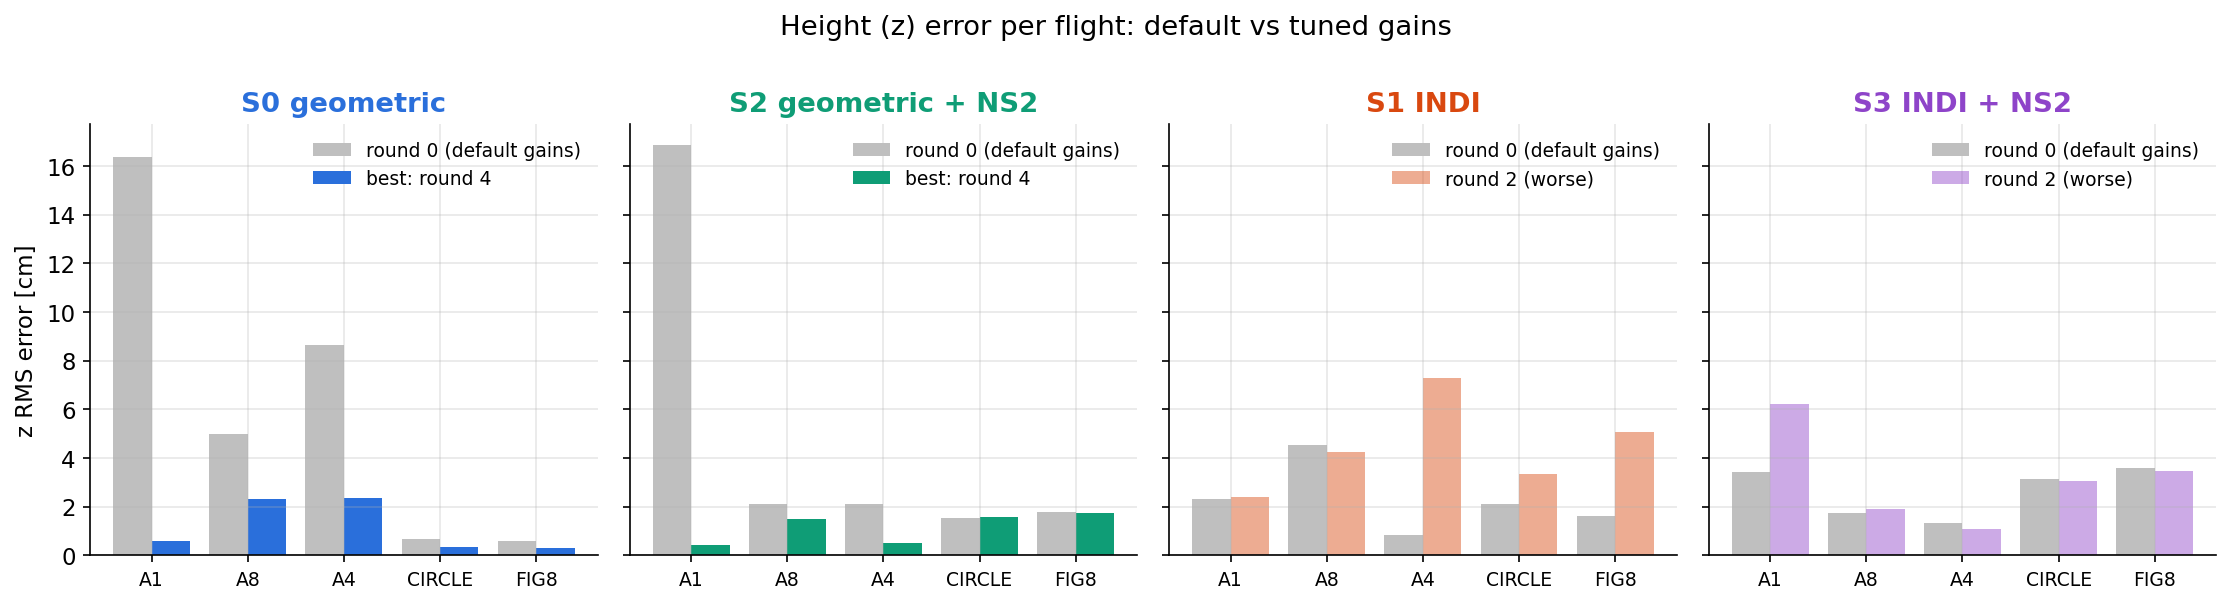 Height (z) error per flight: default vs tuned gains
S0 geometric
z RMS error [cm]
16
14
12
10
8
6
4
2
0
round 0 (default gains)
best: round 4
A1 A8 A4 CIRCLE FIG8
S2 geometric + NS2
round 0 (default gains)
best: round 4
A1 A8 A4 CIRCLE FIG8
S1 INDI
round 0 (default gains)
round 2 (worse)
A1 A8 A4 CIRCLE FIG8
S3 INDI + NS2
round 0 (default gains)
round 2 (worse)
A1 A8 A4 CIRCLE FIG8